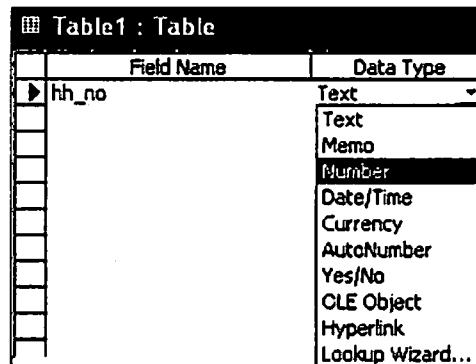 Table1 : Table
Field Name Data Type
hh_no Text
Text
Memo
Number
Date/Time
Currency
AutoNumber
Yes/No
OLE Object
Hyperlink
Lookup Wizard...